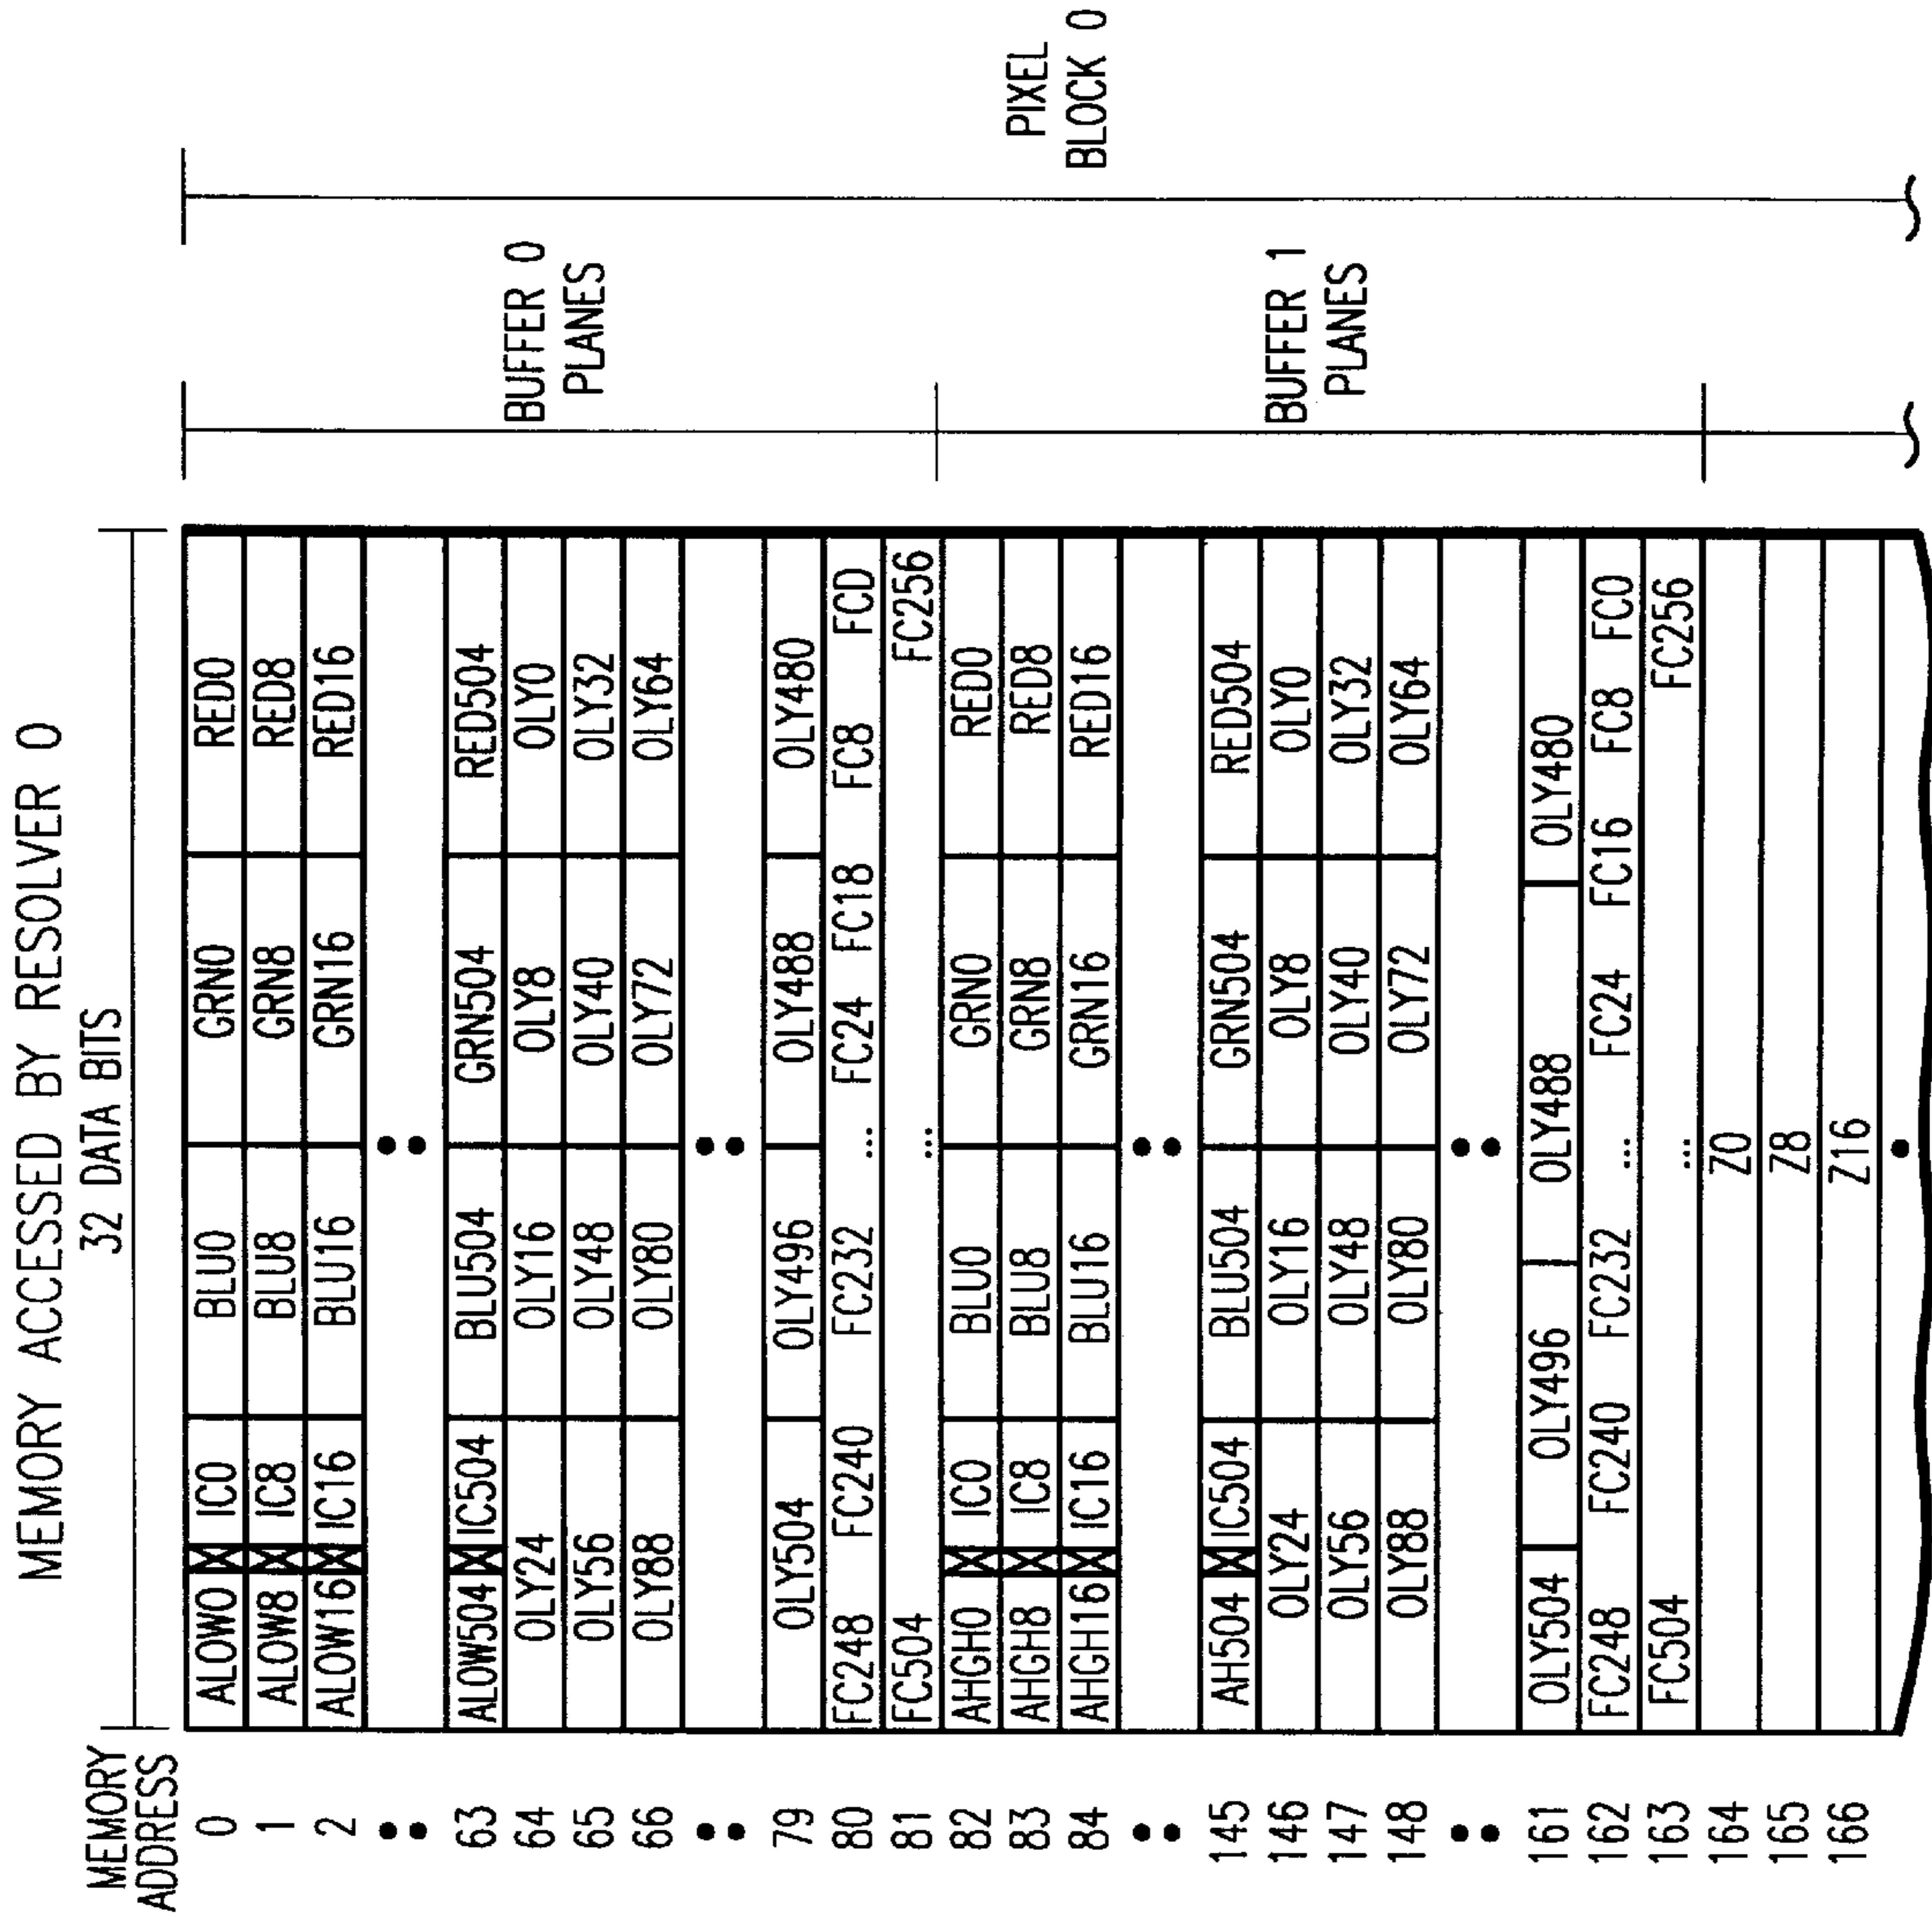 MEMORY ACCESSED BY RESOLVER 0
32 DATA BITS
MEMORY
ADDRESS
0 ALOW0 IC0 BLU0 GRN0 RED0
1 ALOW8 IC8 BLU8 GRN8 RED8
2 ALOW16 IC16 BLU16 GRN16 RED16
63 ALOW504 IC504 BLU504 GRN504 RED504
64 OLY24 OLY16 OLY8 OLY0
65 OLY56 OLY48 OLY40 OLY32
66 OLY88 OLY80 OLY72 OLY64
79 OLY504 OLY496 OLY488 OLY480
80 FC248 FC240 FC232 ... FC24 FC18 FC8 FCD
81 FC504 ... FC256
82 AHGH0 IC0 BLU0 GRN0 RED0
83 AHGH8 IC8 BLU8 GRN8 RED8
84 AHGH16 IC16 BLU16 GRN16 RED16
145 AH504 IC504 BLU504 GRN504 RED504
146 OLY24 OLY16 OLY8 OLY0
147 OLY56 OLY48 OLY40 OLY32
148 OLY88 OLY80 OLY72 OLY64
161 OLY504 OLY496 OLY488 OLY480
162 FC248 FC240 FC232 ... FC24 FC16 FC8 FC0
163 FC504 ... FC256
164 Z0
165 Z8
166 Z16
BUFFER 0
PLANES
BUFFER 1
PLANES
PIXEL
BLOCK 0